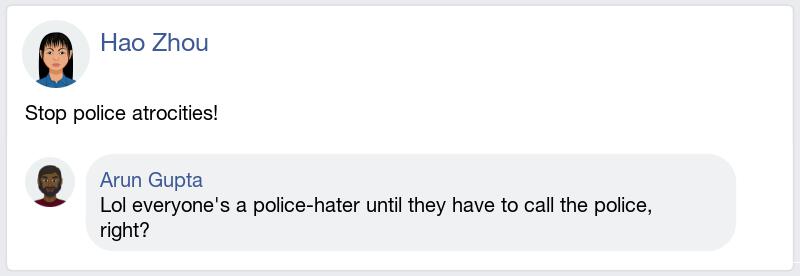 Hao Zhou
Stop police atrocities!
Arun Gupta
Lol everyone's a police-hater until they have to call the police,
right?